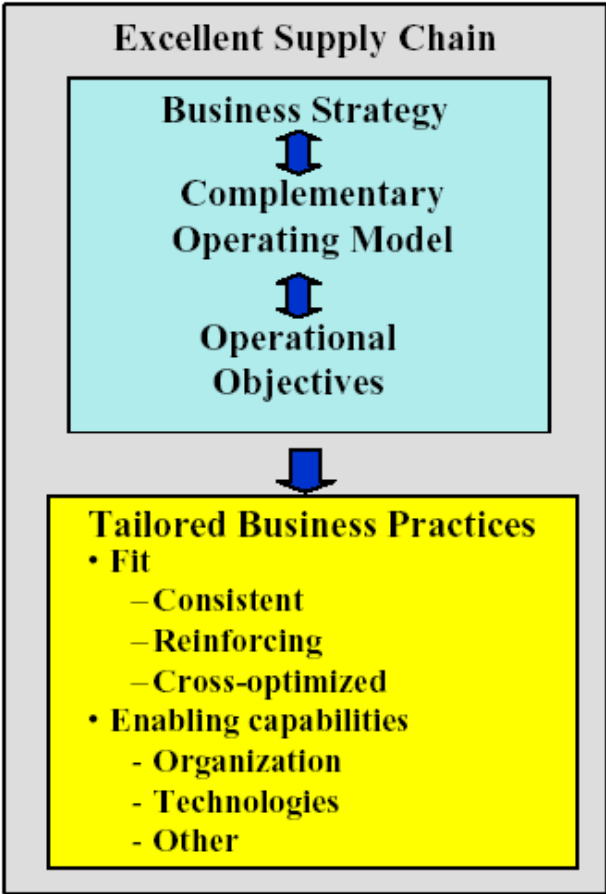 Excellent Supply Chain
Business Strategy
Complementary
Operating Model
Operational
Objectives
Tailored Business Practices
• Fit
–Consistent
–Reinforcing
–Cross-optimized
• Enabling capabilities
- Organization
- Technologies
- Other